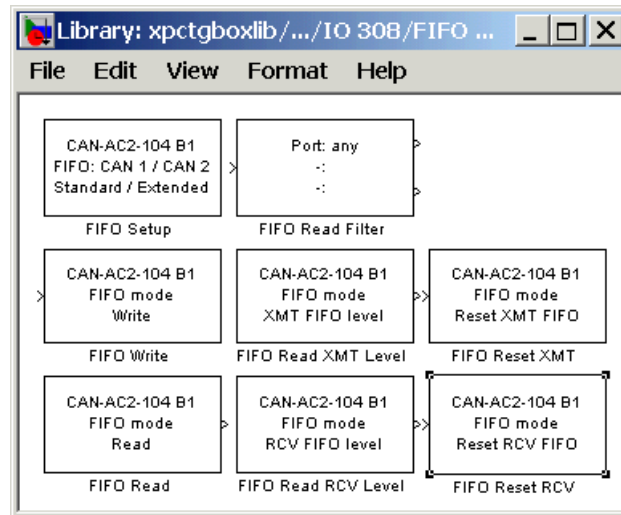 Library: xpctgboxlib/.../IO 308/FIFO ...
File Edit View Format Help
CAN-AC2-104 B1
FIFO: CAN 1 / CAN 2
Standard / Extended
FIFO Setup
Port: any
-:
-:
FIFO Read Filter
CAN-AC2-104 B1
FIFO mode
Write
FIFO Write
CAN-AC2-104 B1
FIFO mode
XMT FIFO level
FIFO Read XMT Level
CAN-AC2-104 B1
FIFO mode
Reset XMT FIFO
FIFO Reset XMT
CAN-AC2-104 B1
FIFO mode
Read
FIFO Read
CAN-AC2-104 B1
FIFO mode
RCV FIFO level
FIFO Read RCV Level
CAN-AC2-104 B1
FIFO mode
Reset RCV FIFO
FIFO Reset RCV